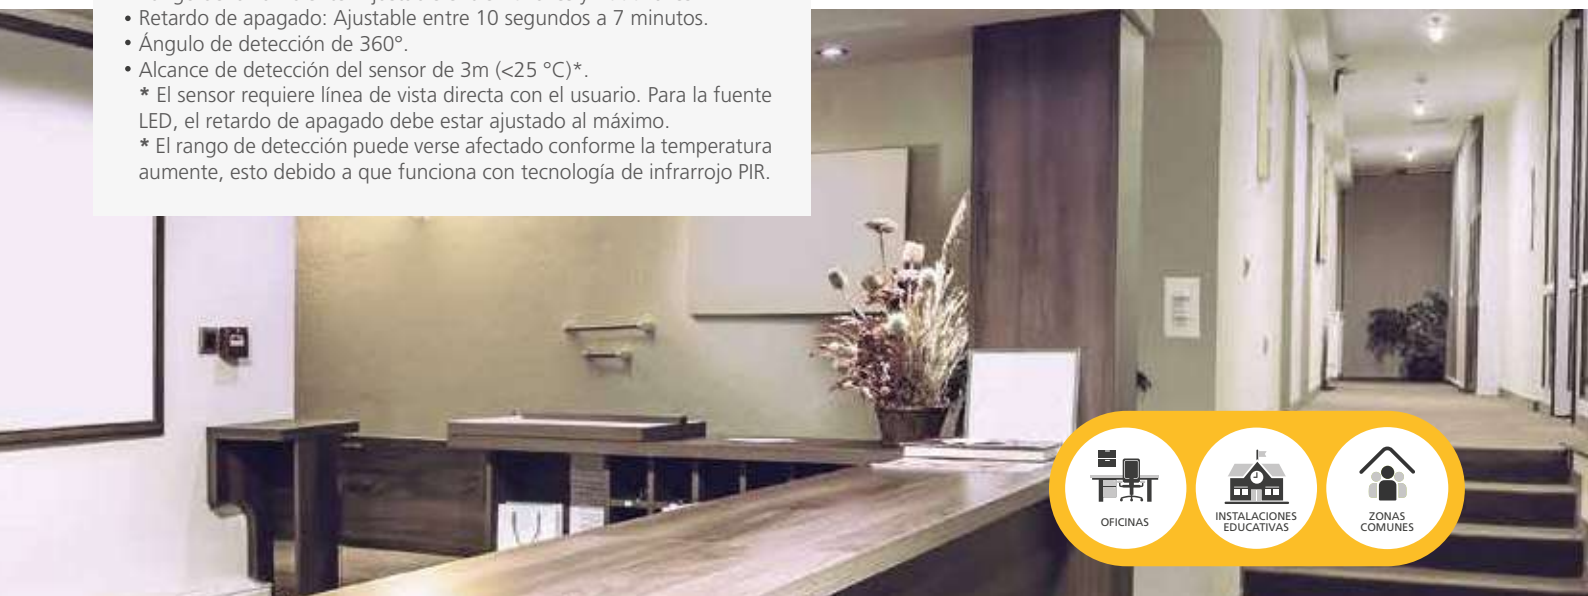 • Retardo de apagado: Ajustable entre 10 segundos a 7 minutos.
• Ángulo de detección de 360°.
• Alcance de detección del sensor de 3m (<25 °C)*.
* El sensor requiere línea de vista directa con el usuario. Para la fuente
LED, el retardo de apagado debe estar ajustado al máximo.
* El rango de detección puede verse afectado conforme la temperatura
aumente, esto debido a que funciona con tecnología de infrarrojo PIR.
OFICINAS
INSTALACIONES
EDUCATIVAS
ZONAS
COMUNES